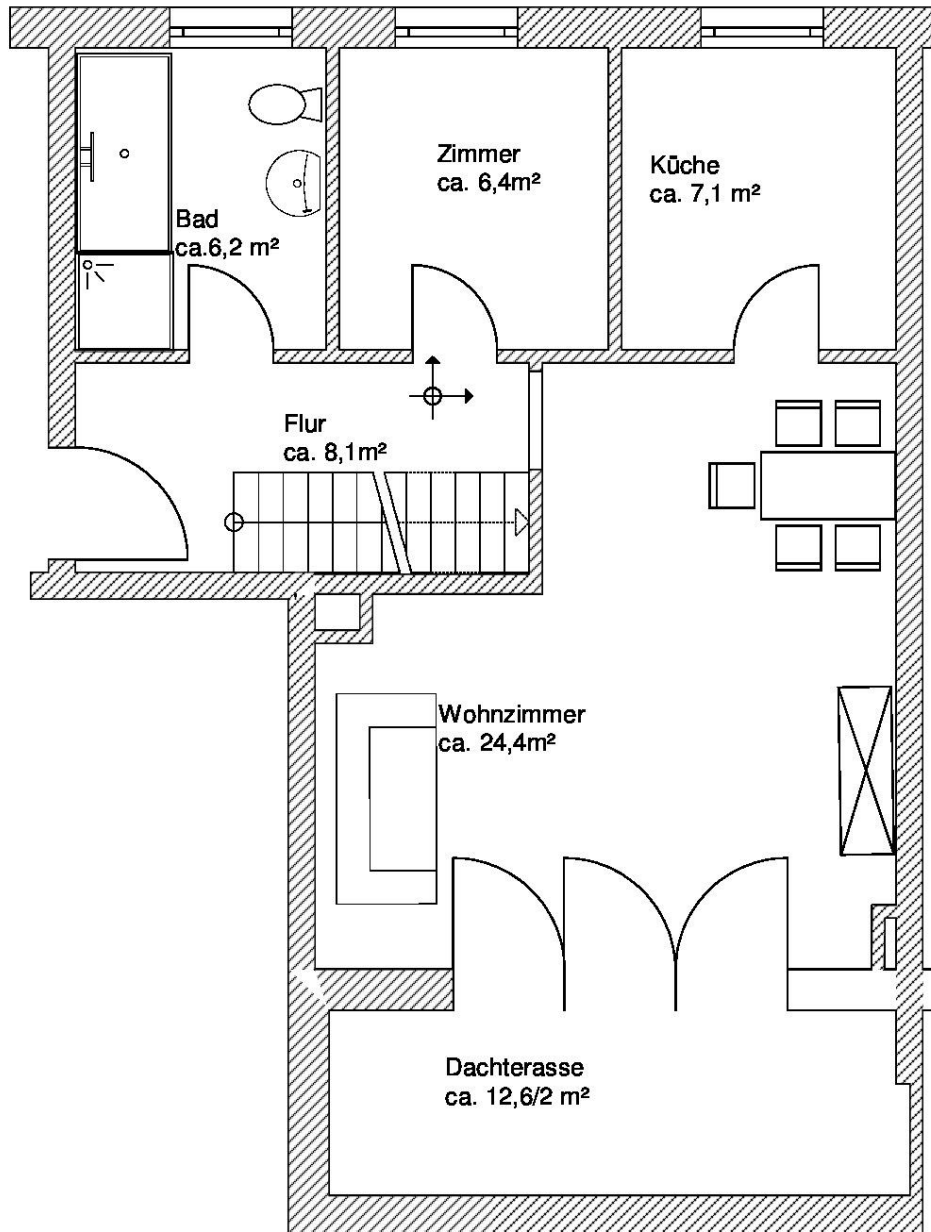 Zimmer
ca. 6,4m²
Küche
ca. 7,1 m²
Bad
ca.6,2 m²
Flur
ca. 8,1m²
Wohnzimmer
ca. 24,4m²
Dachterasse
ca. 12,6/2 m²